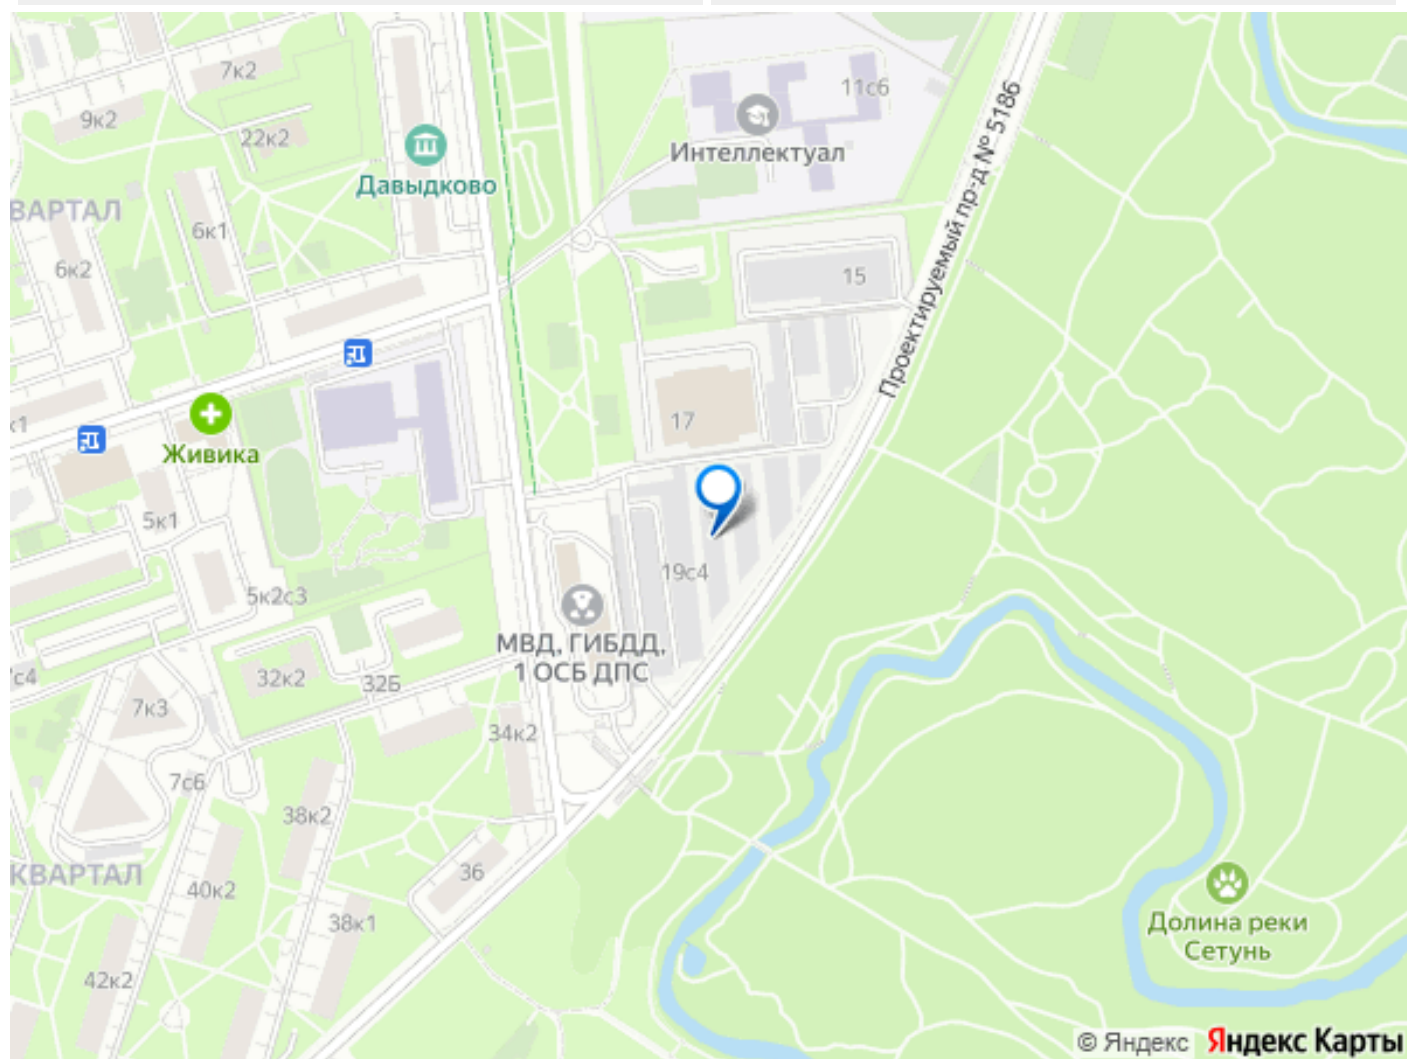 7к2
11с6
9к2
22к2
Интеллектуал
Давыдково
ВАРТАЛ
6к1
6к2
15
Проектируемый пр-д № 5186
17
к1
Живика
5к1
19с4
5к2с3
МВД, ГИБДД,
1 ОСБ ДПС
7с4
32к2
32Б
7к3
34к2
7с6
38к2
КВАРТАЛ
36
40к2
38к1
Долина реки
Сетунь
42к2
© Яндекс Яндекс Карты